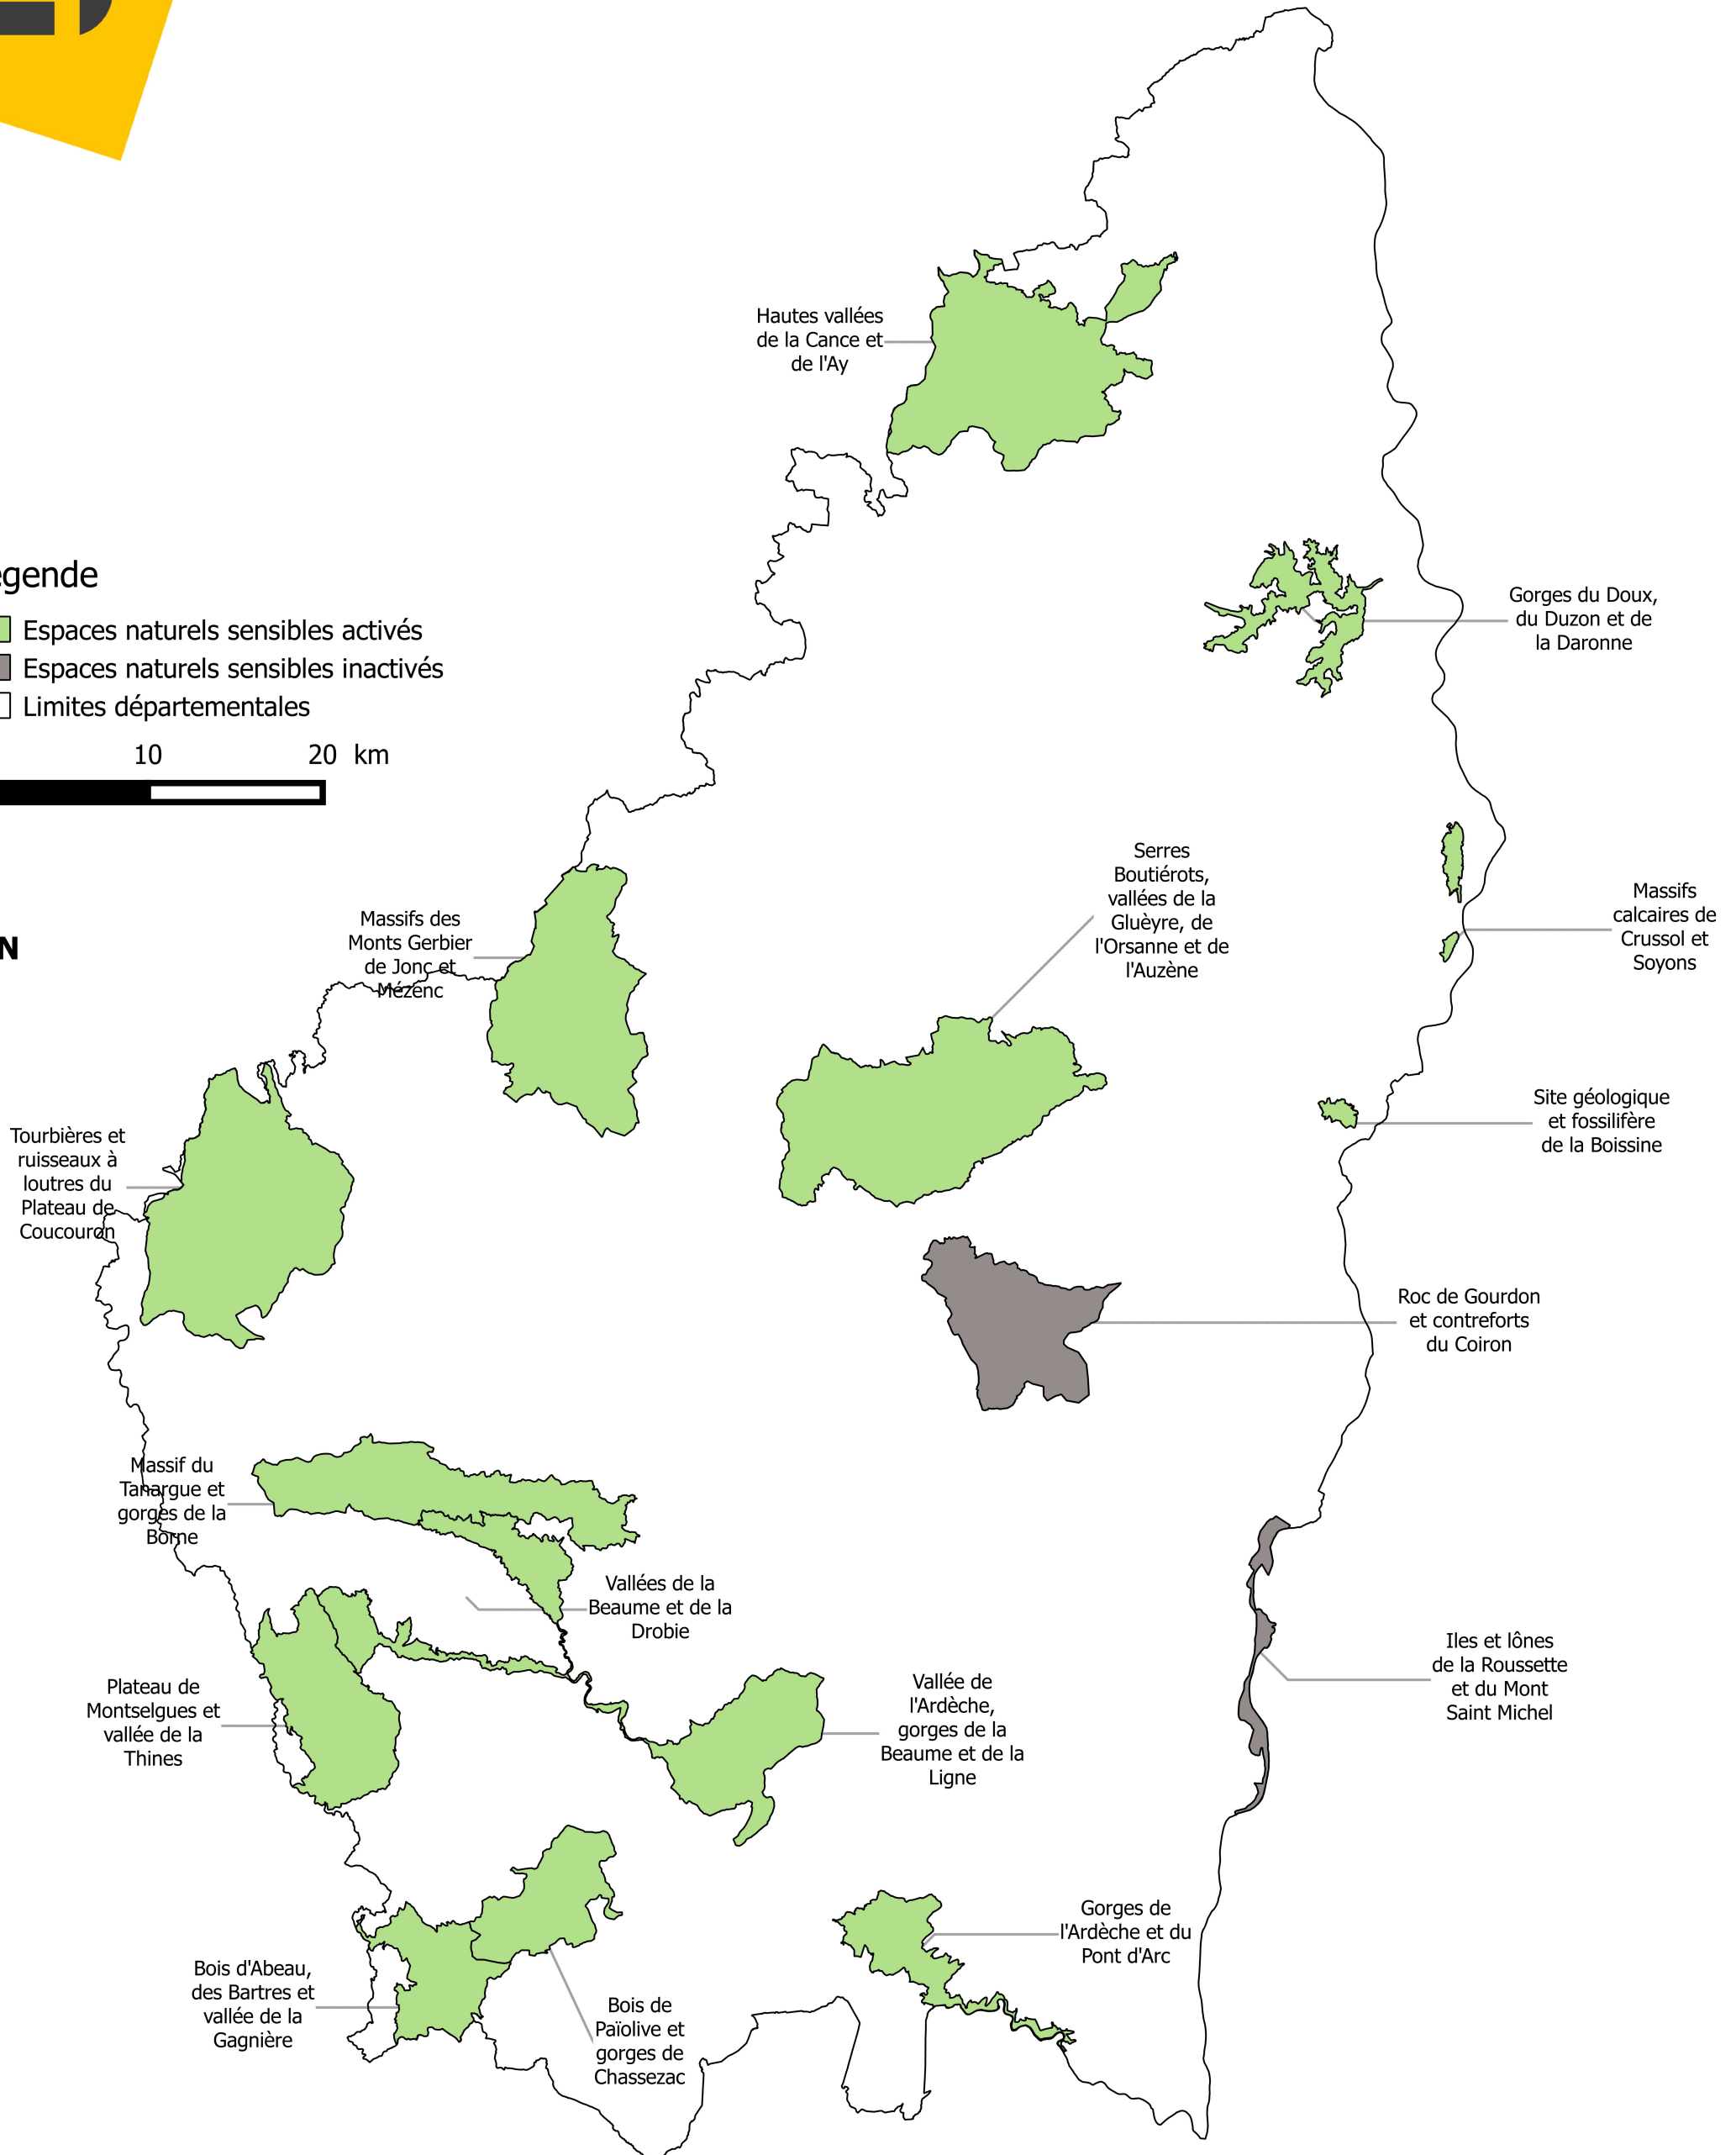 Hautes vallées
de la Cance et
de l'Ay
égende
Espaces naturels sensibles activés
Espaces naturels sensibles inactivés
Limites départementales
10 20 km
N
Gorges du Doux,
du Duzon et de
la Daronne
Serres
Boutiérots,
vallées de la
Gluèyre, de
l'Orsanne et de
l'Auzène
Massifs
calcaires de
Crussol et
Soyons
Massifs des
Monts Gerbier
de Jonc et
Mézenc
Site géologique
et fossilifère
de la Boissine
Tourbières et
ruisseaux à
loutres du
Plateau de
Coucouron
Roc de Gourdon
et contreforts
du Coiron
Massif du
Tanargue et
gorges de la
Borne
Vallées de la
Beaume et de la
Drobie
Iles et lônes
de la Roussette
et du Mont
Saint Michel
Plateau de
Montselgues et
vallée de la
Thines
Vallée de
l'Ardèche,
gorges de la
Beaume et de la
Ligne
Gorges de
l'Ardèche et du
Pont d'Arc
Bois d'Abeau,
des Bartres et
vallée de la
Gagnière
Bois de
Païolive et
gorges de
Chassezac